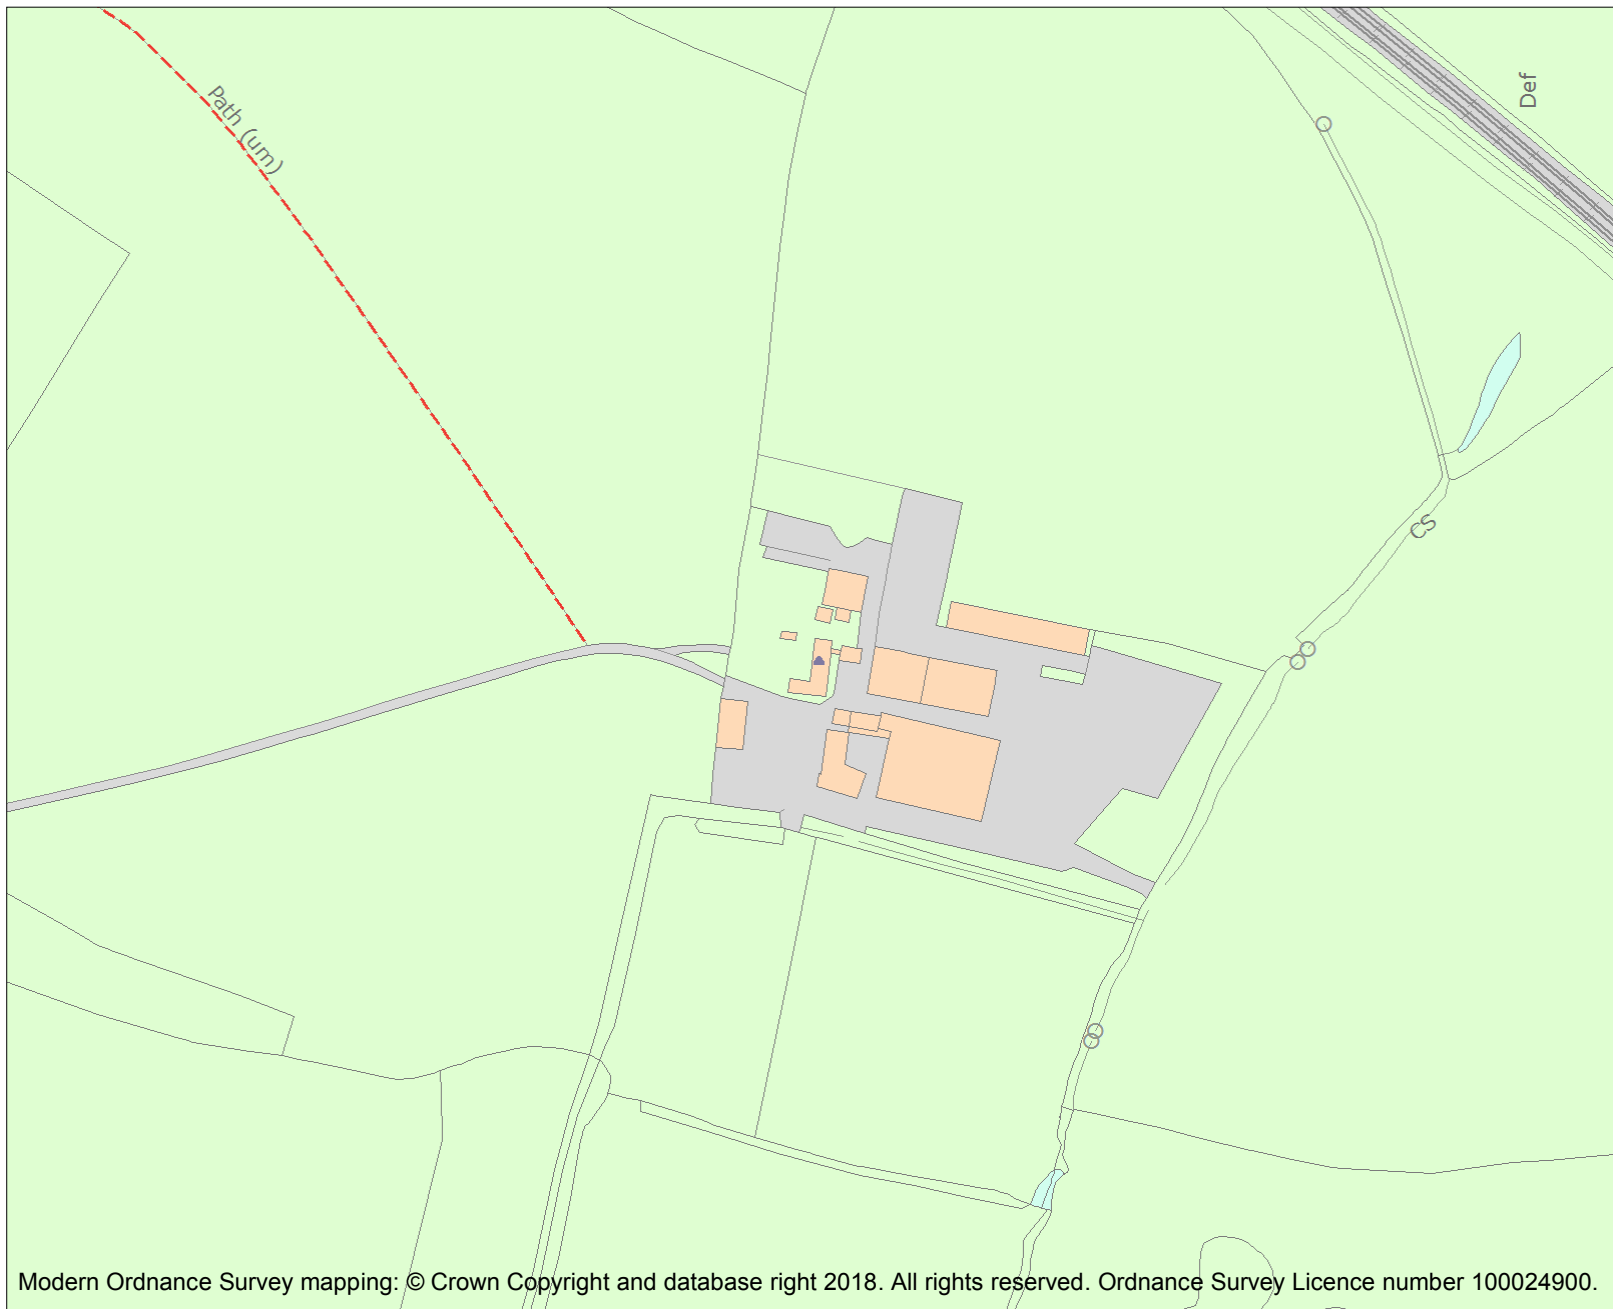 Path (um)
Def
CS
Modern Ordnance Survey mapping: © Crown Copyright and database right 2018. All rights reserved. Ordnance Survey Licence number 100024900.